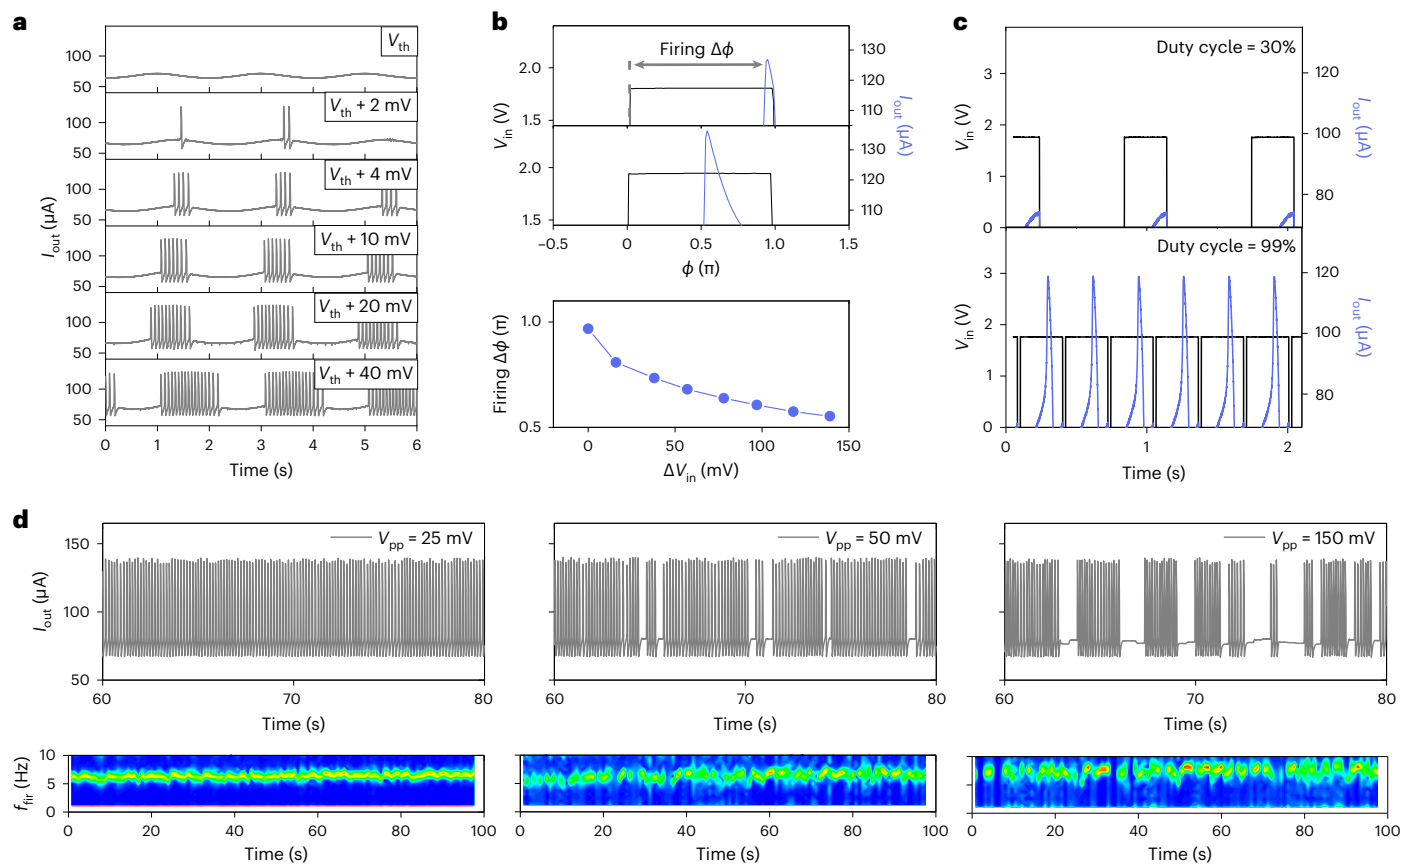 a
V_th
100
50
V_th + 2 mV
100
50
V_th + 4 mV
100
50
V_th + 10 mV
100
50
V_th + 20 mV
100
50
V_th + 40 mV
100
50
I_out (µA)
0 1 2 3 4 5 6
Time (s)
b
Firing Δϕ
2.0
1.5
130
120
110
2.0
1.5
130
120
110
V_in (V)
I_out (µA)
−0.5 0 0.5 1.0 1.5
ϕ (π)
1.0
0.5
Firing Δϕ (π)
0 50 100 150
ΔV_in (mV)
c
Duty cycle = 30%
3
2
1
0
V_in (V)
120
100
80
I_out (µA)
Duty cycle = 99%
3
2
1
0
V_in (V)
120
100
80
I_out (µA)
0 1 2
Time (s)
d
V_pp = 25 mV
150
100
50
I_out (µA)
60 70 80
Time (s)
V_pp = 50 mV
60 70 80
Time (s)
V_pp = 150 mV
60 70 80
Time (s)
10
5
0
f_fir (Hz)
0 20 40 60 80 100
Time (s)
0 20 40 60 80 100
Time (s)
0 20 40 60 80 100
Time (s)